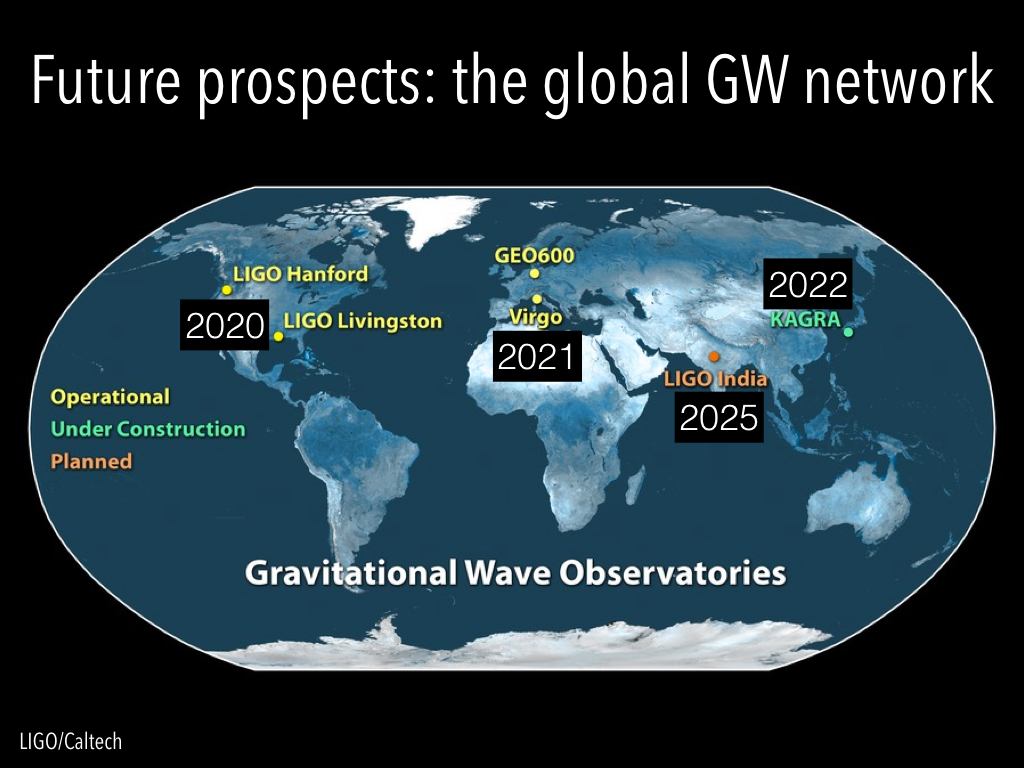 Future prospects: the global GW network
GEO600
LIGO Hanford
2022
LIGO Livingston
2020
Virgo
KAGRA
2021
LIGO India
2025
Operational
Under Construction
Planned
Gravitational Wave Observatories
LIGO/Caltech